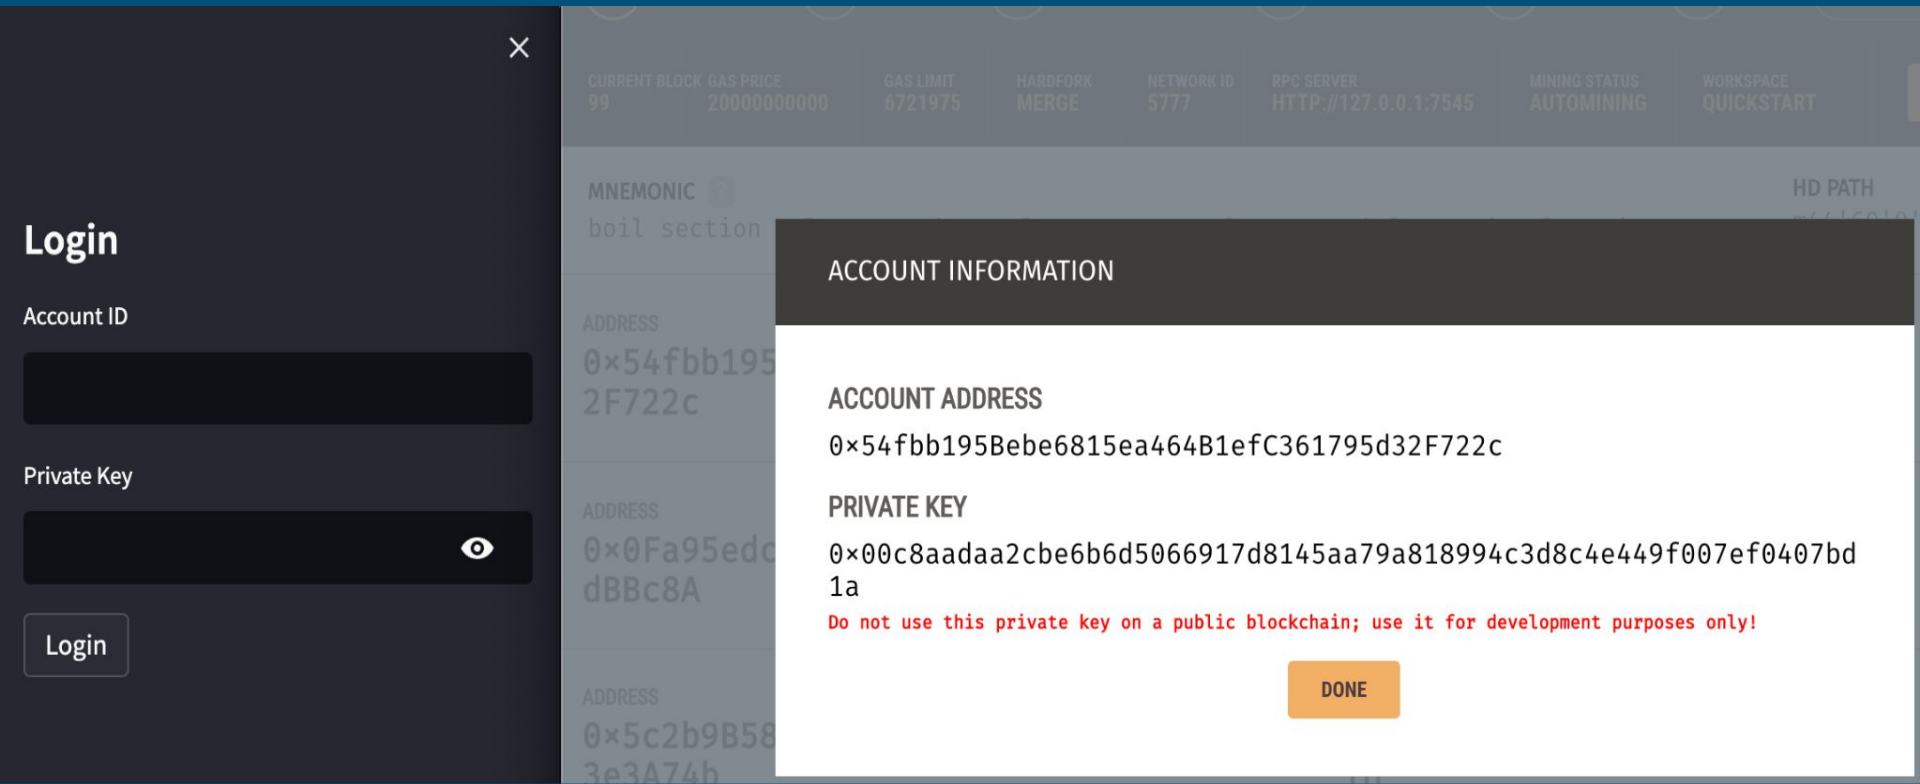 Login
Account ID
Private Key
Login
CURRENT BLOCK GAS PRICE GAS LIMIT HARDFORK NETWORK ID RPC SERVER MINING STATUS WORKSPACE
99 20000000000 6721975 MERGE 5777 HTTP://127.0.0.1:7545 AUTOMINING QUICKSTART
MNEMONIC ? HD PATH
boil section
ADDRESS
0×54fbb195
2F722c
ADDRESS
0×0Fa95edc
dBBc8A
ADDRESS
0×5c2b9B58
3e3A74b
ACCOUNT INFORMATION
ACCOUNT ADDRESS
0×54fbb195Bebe6815ea464B1efC361795d32F722c
PRIVATE KEY
0×00c8aadaa2cbe6b6d5066917d8145aa79a818994c3d8c4e449f007ef0407bd
1a
Do not use this private key on a public blockchain; use it for development purposes only!
DONE